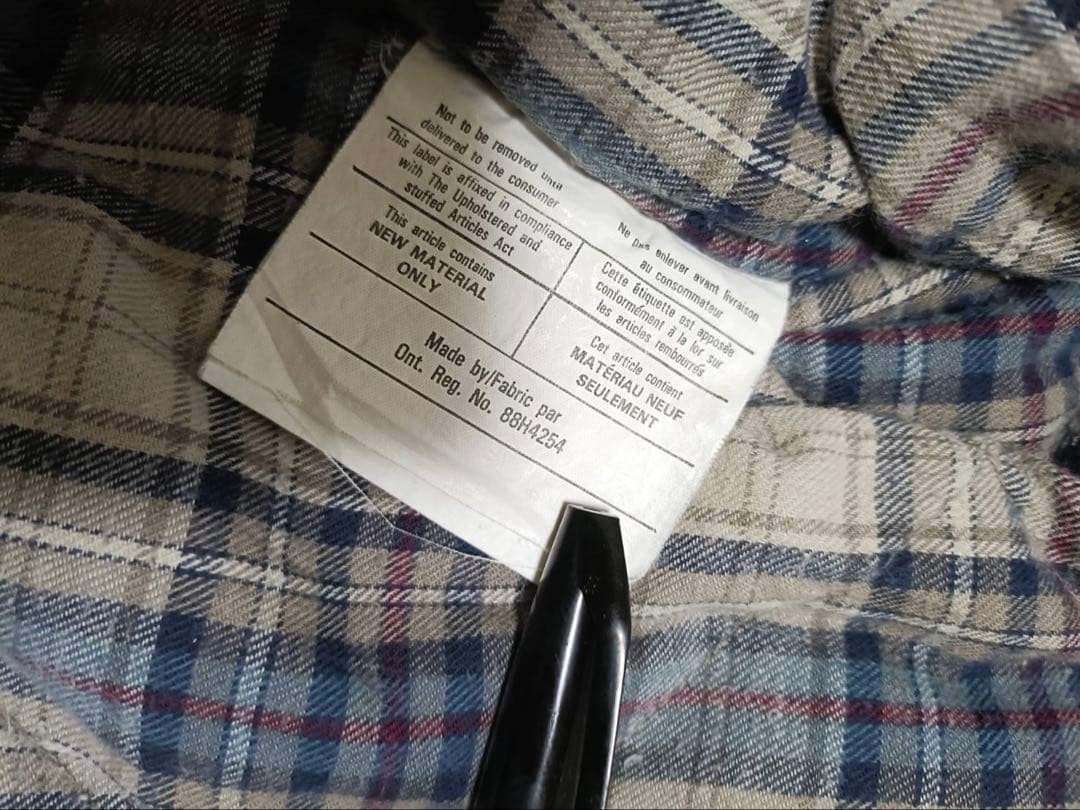 Not to be removed until
delivered to the consumer
This label is affixed in compliance
with The Upholstered and
stuffed Articles Act
This article contains
NEW MATERIAL
ONLY
Ne pas enlever avant livraison
au consommateur
Cette étiquette est apposée
conformément à la lor sur
les articles rembourrés
Cet article contient
MATÉRIAU NEUF
SEULEMENT
Made by/Fabric par
Ont. Reg. No. 88H4254